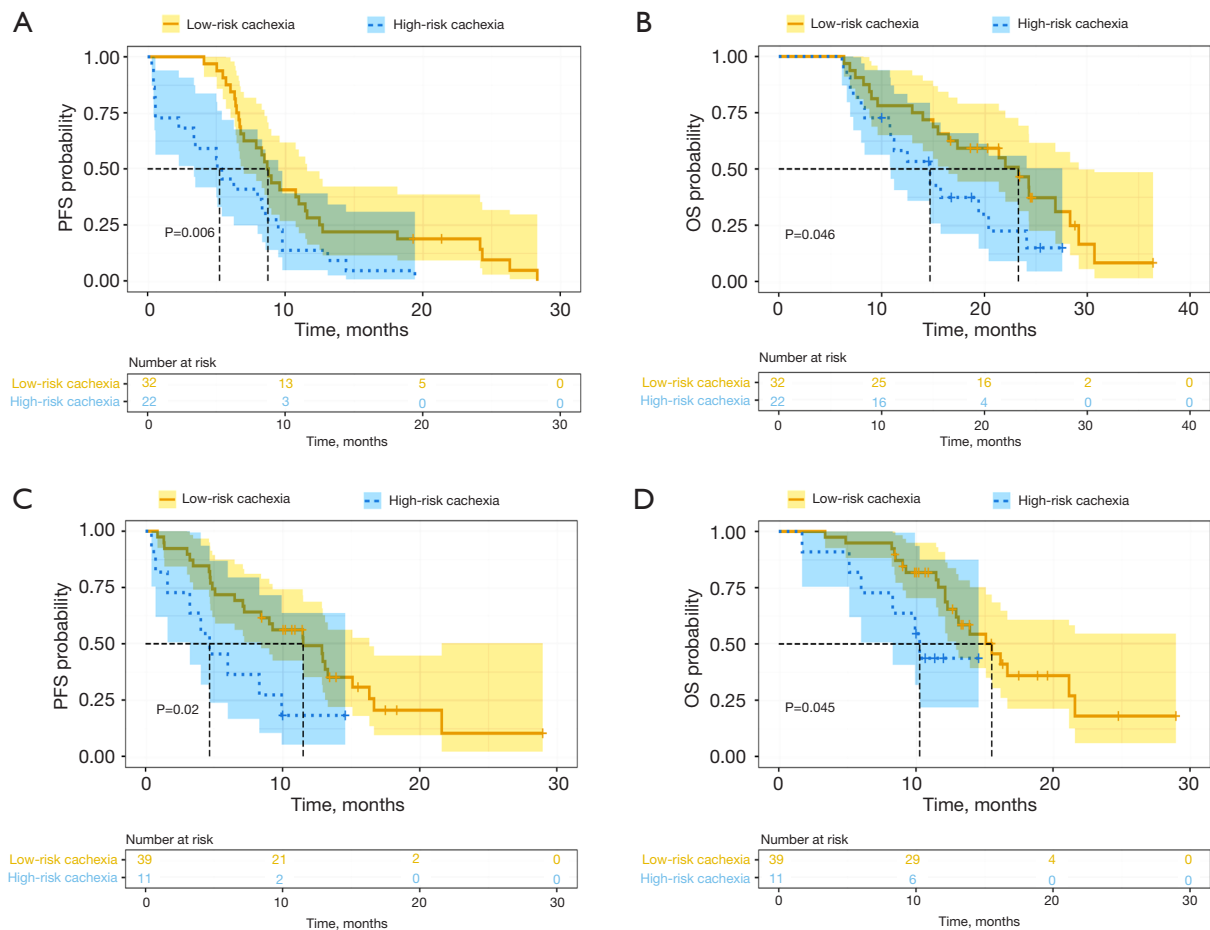 A
Low-risk cachexia
High-risk cachexia
PFS probability
1.00
0.75
0.50
0.25
0.00
P=0.006
0 10 20 30
Time, months
Number at risk
Low-risk cachexia 32 13 5 0
High-risk cachexia 22 3 0 0
0 10 20 30
Time, months
B
Low-risk cachexia
High-risk cachexia
OS probability
1.00
0.75
0.50
0.25
0.00
P=0.046
0 10 20 30 40
Time, months
Number at risk
Low-risk cachexia 32 25 16 2 0
High-risk cachexia 22 16 4 0 0
0 10 20 30 40
Time, months
C
Low-risk cachexia
High-risk cachexia
PFS probability
1.00
0.75
0.50
0.25
0.00
P=0.02
0 10 20 30
Time, months
Number at risk
Low-risk cachexia 39 21 2 0
High-risk cachexia 11 2 0 0
0 10 20 30
Time, months
D
Low-risk cachexia
High-risk cachexia
OS probability
1.00
0.75
0.50
0.25
0.00
P=0.045
0 10 20 30
Time, months
Number at risk
Low-risk cachexia 39 29 4 0
High-risk cachexia 11 6 0 0
0 10 20 30
Time, months